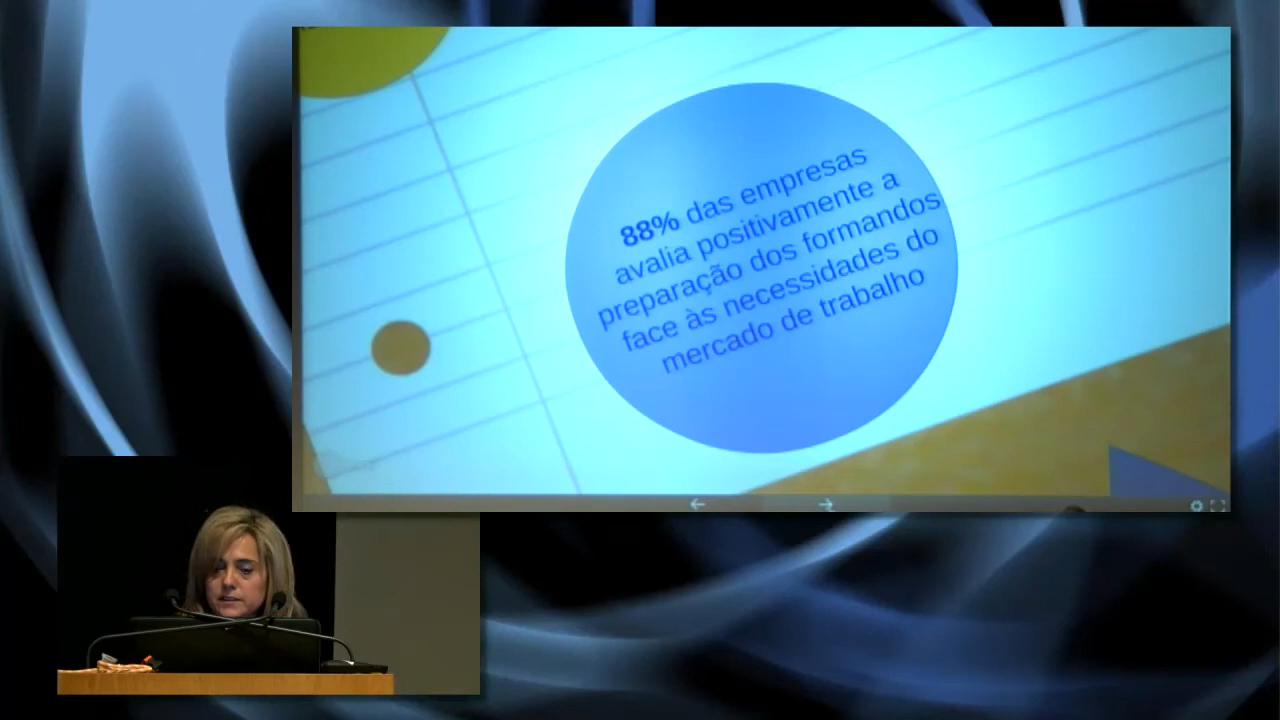 88% das empresas
avalia positivamente a
preparação dos formandos
face às necessidades do
mercado de trabalho